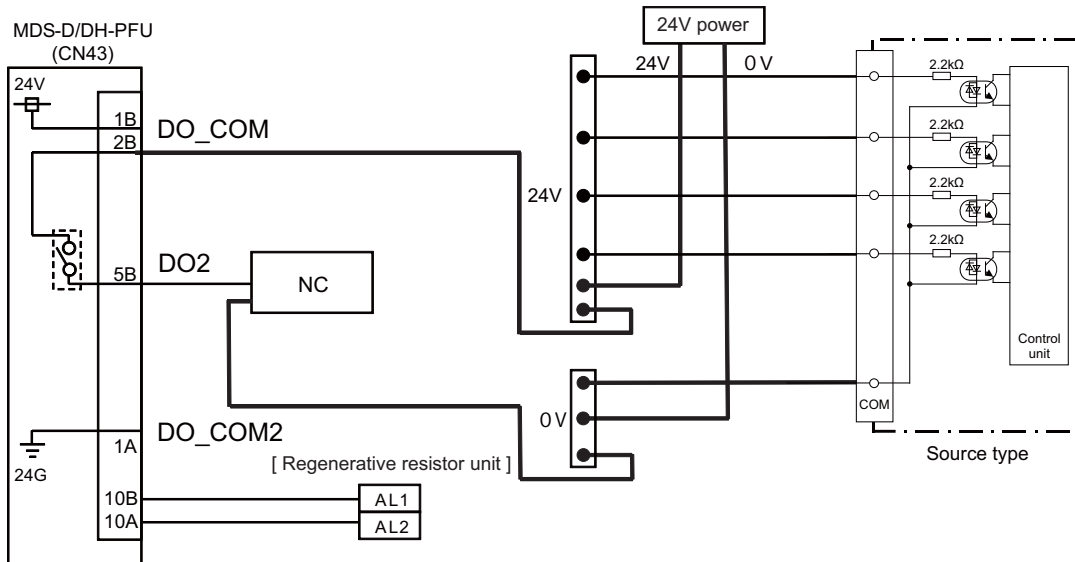 MDS-D/DH-PFU
(CN43)
24V
1B
2B
5B
1A
10B
10A
24G
DO_COM
DO2
NC
DO_COM2
[ Regenerative resistor unit ]
AL1
AL2
24V power
24V
0V
24V
0V
2.2kΩ
2.2kΩ
2.2kΩ
2.2kΩ
Control
unit
COM
Source type